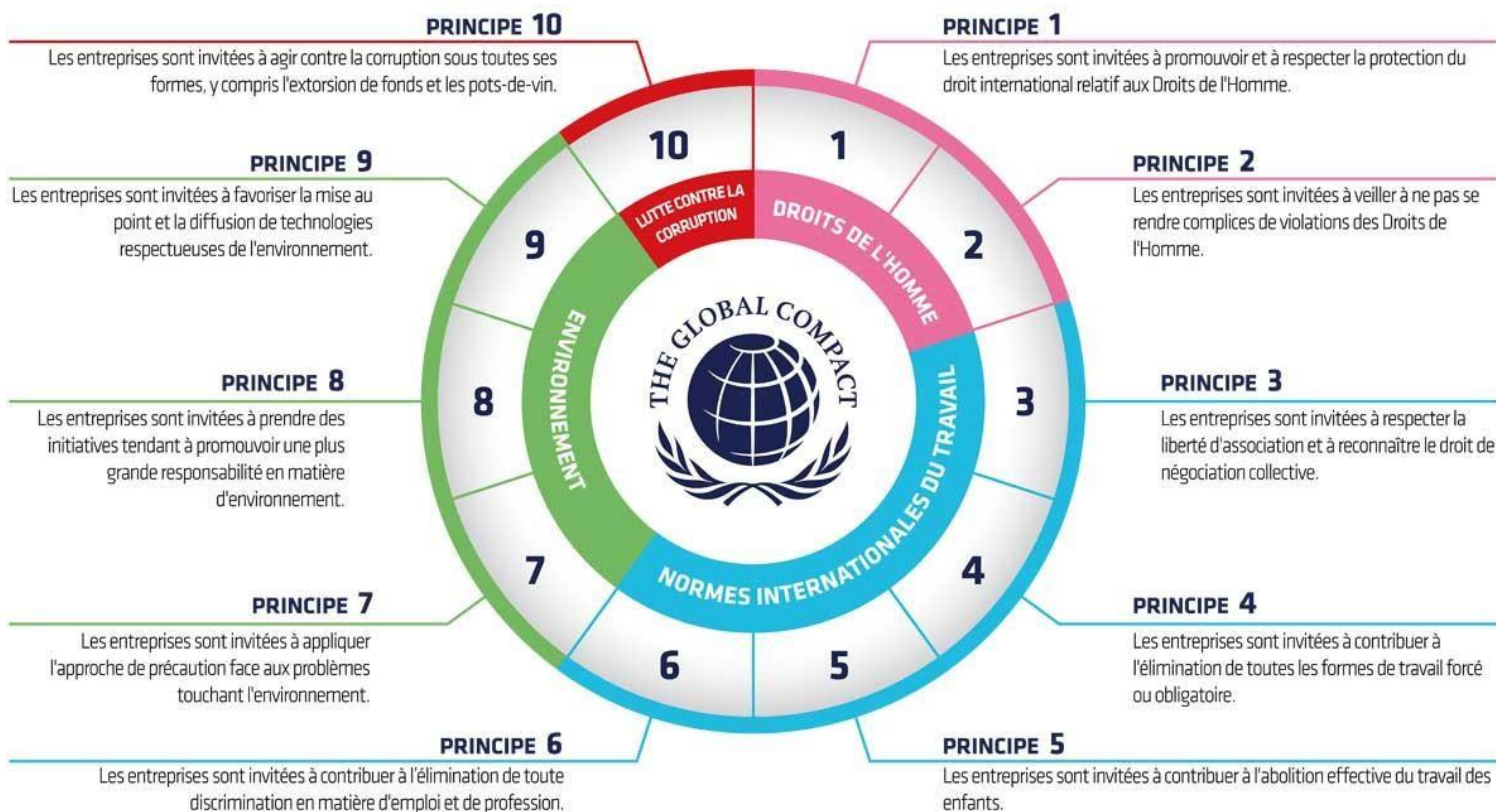 PRINCIPE 10
Les entreprises sont invitées à agir contre la corruption sous toutes ses
formes, y compris l'extorsion de fonds et les pots-de-vin.
PRINCIPE 1
Les entreprises sont invitées à promouvoir et à respecter la protection du
droit international relatif aux Droits de l'Homme.
PRINCIPE 9
Les entreprises sont invitées à favoriser la mise au
point et la diffusion de technologies
respectueuses de l'environnement.
PRINCIPE 2
Les entreprises sont invitées à veiller à ne pas se
rendre complices de violations des Droits de
l'Homme.
PRINCIPE 8
Les entreprises sont invitées à prendre des
initiatives tendant à promouvoir une plus
grande responsabilité en matière
d'environnement.
PRINCIPE 3
Les entreprises sont invitées à respecter la
liberté d'association et à reconnaître le droit de
négociation collective.
PRINCIPE 7
Les entreprises sont invitées à appliquer
l'approche de précaution face aux problèmes
touchant l'environnement.
PRINCIPE 4
Les entreprises sont invitées à contribuer à
l'élimination de toutes les formes de travail forcé
ou obligatoire.
PRINCIPE 6
Les entreprises sont invitées à contribuer à l'élimination de toute
discrimination en matière d'emploi et de profession.
PRINCIPE 5
Les entreprises sont invitées à contribuer à l'abolition effective du travail des
enfants.
10
1
9
2
8
3
7
4
6
5
LUTTE CONTRE LA
CORRUPTION
DROITS DE L'HOMME
ENVIRONNEMENT
NORMES INTERNATIONALES DU TRAVAIL
THE GLOBAL COMPACT